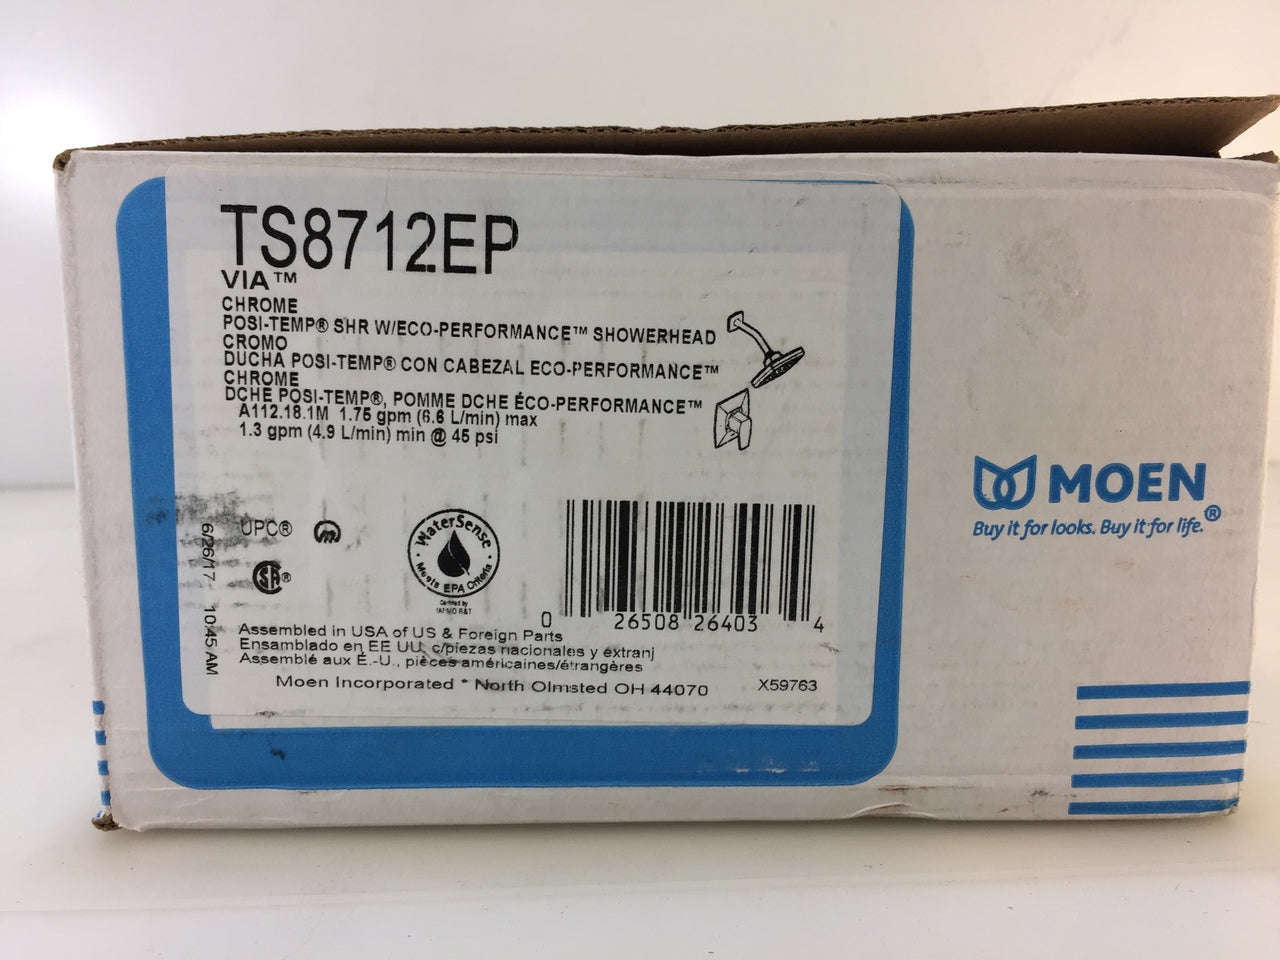 TS8712EP
VIA™
CHROME
POSI-TEMP® SHR W/ECO-PERFORMANCE™ SHOWERHEAD
CROMO
DUCHA POSI-TEMP® CON CABEZAL ECO-PERFORMANCE™
CHROME
DCHE POSI-TEMP®, POMME DCHE ÉCO-PERFORMANCE™
A112.18.1M 1.75 gpm (6.6 L/min) max
1.3 gpm (4.9 L/min) min @ 45 psi
MOEN
Buy it for looks. Buy it for life.®
6/26/17 10:45 AM
UPC®
SA®
WaterSense
Meets EPA Criteria
Certified by
IAPMO R&T
0 26508 26403 4
Assembled in USA of US & Foreign Parts
Ensamblado en EE UU, c/piezas nacionales y extranj
Assemblé aux É.-U., pièces américaines/étrangères
Moen Incorporated * North Olmsted OH 44070 X59763